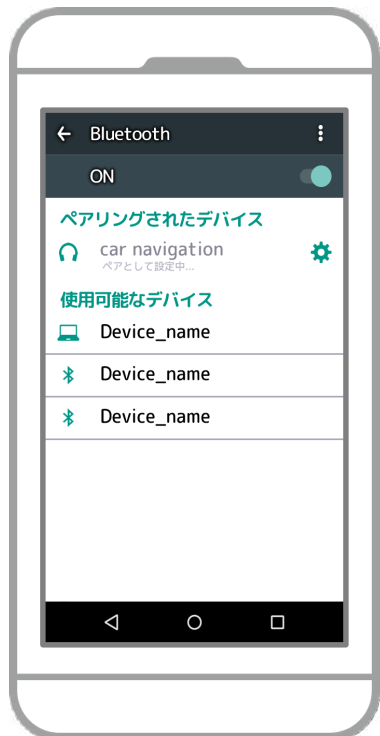 Bluetooth
ON
ペアリングされたデバイス
car navigation
ペアとして設定中...
使用可能なデバイス
Device_name
Device_name
Device_name